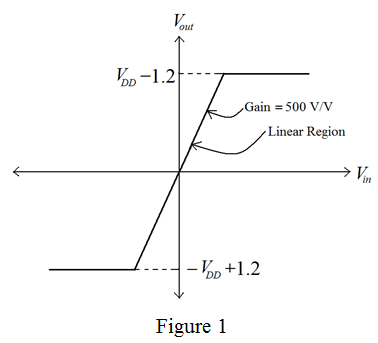 V_out
V_DD −1.2
Gain = 500 V/V
Linear Region
V_in
− V_DD +1.2
Figure 1